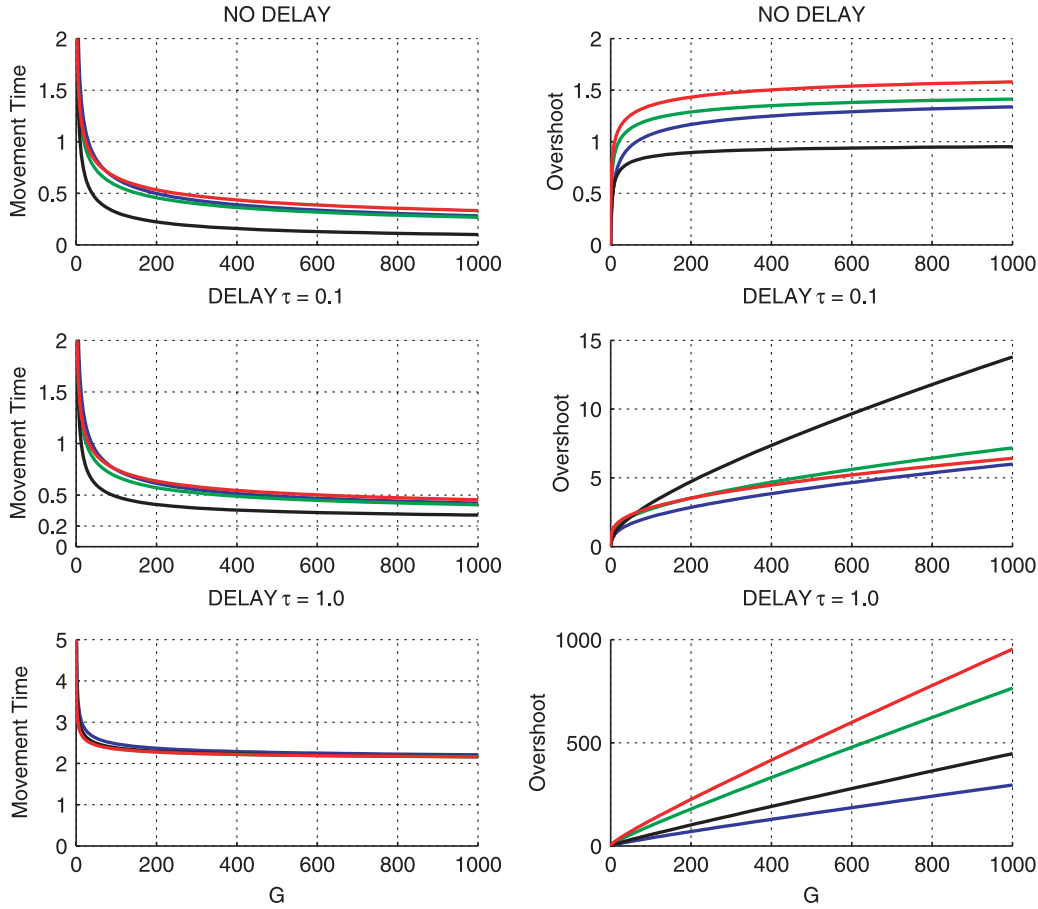 NO DELAY
NO DELAY
Movement Time
2
1.5
1
0.5
0
0 200 400 600 800 1000
Overshoot
2
1.5
1
0.5
0
0 200 400 600 800 1000
DELAY τ = 0.1
DELAY τ = 0.1
Movement Time
2
1.5
1
0.5
0.2
0
0 200 400 600 800 1000
Overshoot
15
10
5
0
0 200 400 600 800 1000
DELAY τ = 1.0
DELAY τ = 1.0
Movement Time
5
4
3
2
1
0
0 200 400 600 800 1000
G
Overshoot
1000
500
0
0 200 400 600 800 1000
G